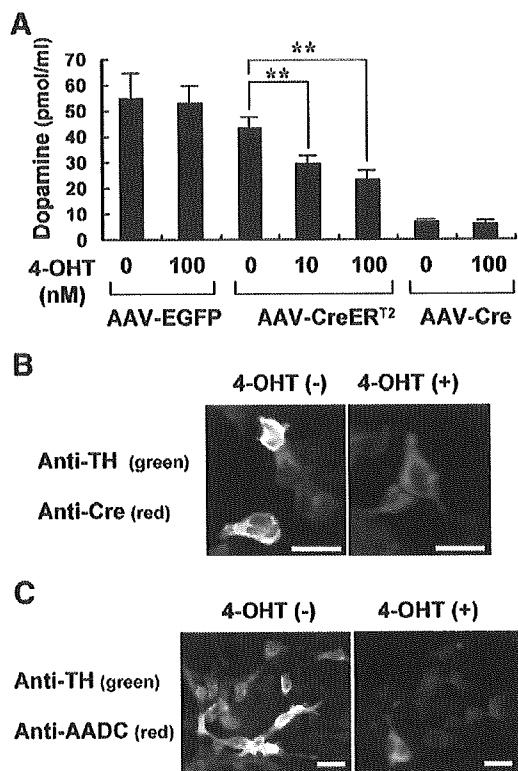 A
Dopamine (pmol/ml)
70
60
50
40
30
20
10
0
**
**
4-OHT (nM)
0 100 0 10 100 0 100
AAV-EGFP AAV-CreERT2 AAV-Cre
B
4-OHT (-) 4-OHT (+)
Anti-TH (green)
Anti-Cre (red)
C
4-OHT (-) 4-OHT (+)
Anti-TH (green)
Anti-AADC (red)